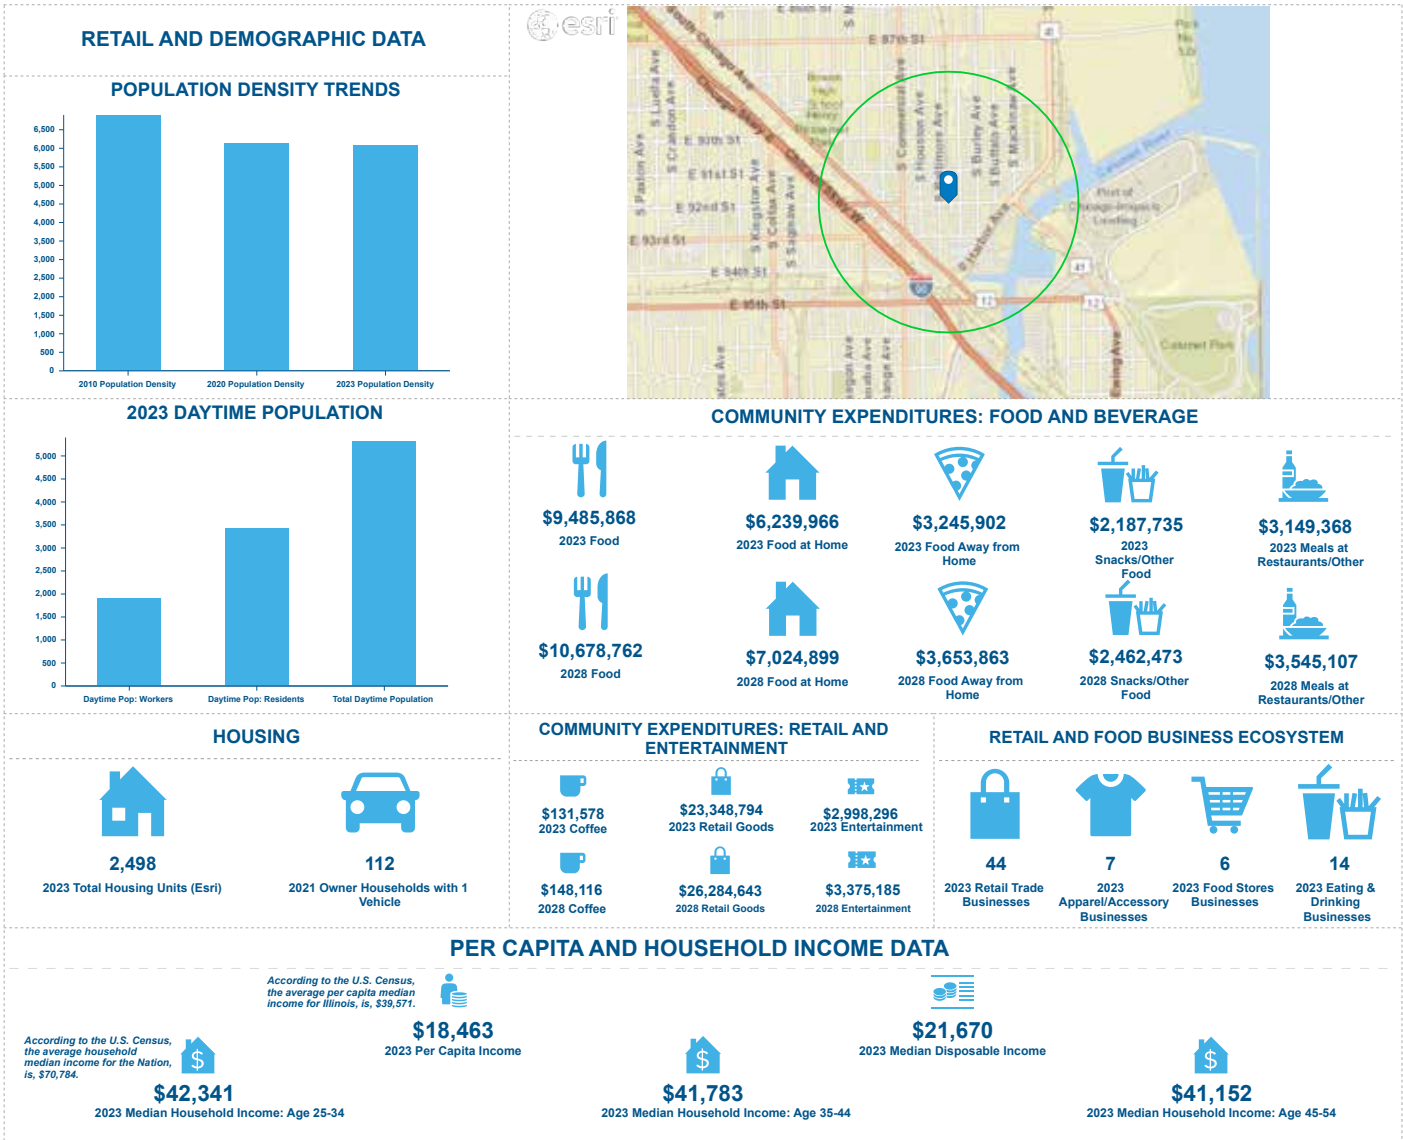 RETAIL AND DEMOGRAPHIC DATA
POPULATION DENSITY TRENDS
6,500
6,000
5,500
5,000
4,500
4,000
3,500
3,000
2,500
2,000
1,500
1,000
500
0
2010 Population Density
2020 Population Density
2023 Population Density
esri
South Chicago Ave
Chicago Skwy E
Chicago Skwy W
E 87th St
41
S Luella Ave
S Crandon Ave
S Paxton Ave
E 90th St
E 91st St
E 92nd St
E 93rd St
E 94th St
E 95th St
S Kingston Ave
S Colfax Ave
S Saginaw Ave
S Commercial Ave
S Houston Ave
Baltimore Ave
S Burley Ave
S Buffalo Ave
S Mackinaw Ave
S Harbor Ave
Calumet River
Port of
Chicago-Iroquois
Landing
41
12
12
90
Calumet Park
Ewing Ave
2023 DAYTIME POPULATION
5,000
4,500
4,000
3,500
3,000
2,500
2,000
1,500
1,000
500
0
Daytime Pop: Workers
Daytime Pop: Residents
Total Daytime Population
COMMUNITY EXPENDITURES: FOOD AND BEVERAGE
$9,485,868
2023 Food
$6,239,966
2023 Food at Home
$3,245,902
2023 Food Away from
Home
$2,187,735
2023
Snacks/Other
Food
$3,149,368
2023 Meals at
Restaurants/Other
$10,678,762
2028 Food
$7,024,899
2028 Food at Home
$3,653,863
2028 Food Away from
Home
$2,462,473
2028 Snacks/Other
Food
$3,545,107
2028 Meals at
Restaurants/Other
HOUSING
2,498
2023 Total Housing Units (Esri)
112
2021 Owner Households with 1
Vehicle
COMMUNITY EXPENDITURES: RETAIL AND
ENTERTAINMENT
$131,578
2023 Coffee
$23,348,794
2023 Retail Goods
$2,998,296
2023 Entertainment
$148,116
2028 Coffee
$26,284,643
2028 Retail Goods
$3,375,185
2028 Entertainment
RETAIL AND FOOD BUSINESS ECOSYSTEM
44
2023 Retail Trade
Businesses
7
2023
Apparel/Accessory
Businesses
6
2023 Food Stores
Businesses
14
2023 Eating &
Drinking
Businesses
PER CAPITA AND HOUSEHOLD INCOME DATA
According to the U.S. Census,
the average per capita median
income for Illinois, is, $39,571.
$18,463
2023 Per Capita Income
$21,670
2023 Median Disposable Income
According to the U.S. Census,
the average household
median income for the Nation,
is, $70,784.
$
$42,341
2023 Median Household Income: Age 25-34
$
$41,783
2023 Median Household Income: Age 35-44
$
$41,152
2023 Median Household Income: Age 45-54